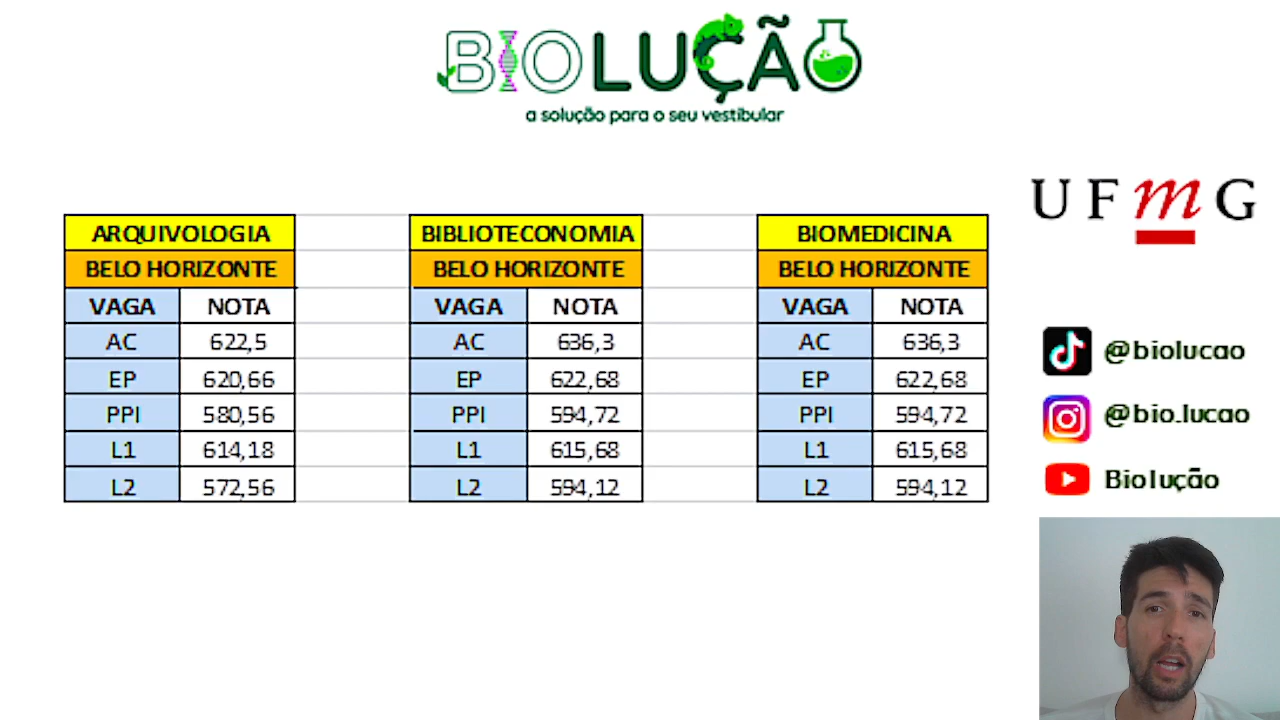 BIOLUÇÃO
a solução para o seu vestibular
UFmG
ARQUIVOLOGIA
BELO HORIZONTE
VAGA NOTA
AC 622,5
EP 620,66
PPI 580,56
L1 614,18
L2 572,56
BIBLIOTECONOMIA
BELO HORIZONTE
VAGA NOTA
AC 636,3
EP 622,68
PPI 594,72
L1 615,68
L2 594,12
BIOMEDICINA
BELO HORIZONTE
VAGA NOTA
AC 636,3
EP 622,68
PPI 594,72
L1 615,68
L2 594,12
@biolucao
@bio.lucao
Biolução